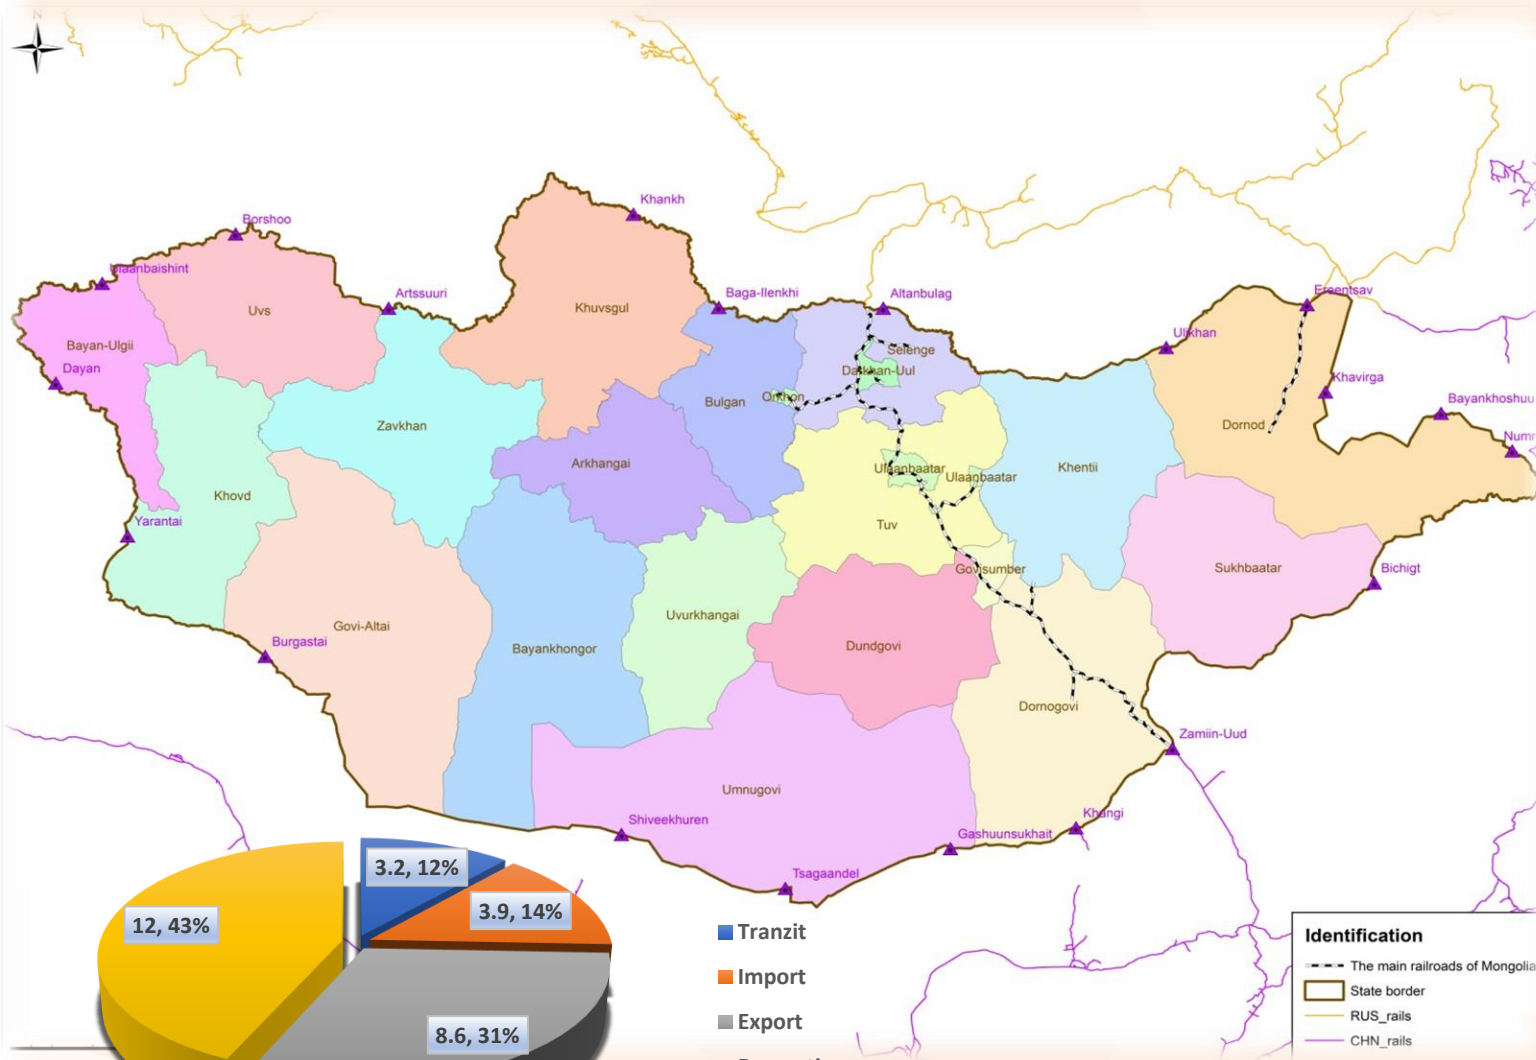 N
Khankh
Borshoo
Ulaanbaishint
Artssuuri
Baga-Ilenkhi
Altanbulag
Ereentsav
Uvs
Khuvsgul
Bayan-Ulgii
Dayan
Selenge
Ulikhan
Darkhan-Uul
Khavirga
Orkhon
Bulgan
Bayankhoshuu
Zavkhan
Dornod
Arkhangai
Ulaanbaatar
Khentii
Ulaanbaatar
Khovd
Yarantai
Tuv
Govisumber
Sukhbaatar
Bichigt
Uvurkhangai
Govi-Altai
Burgastai
Bayankhongor
Dundgovi
Dornogovi
Zamiin-Uud
Umnugovi
Shiveekhuren
Khangi
Gashuunsukhait
Tsagaandel
3.2, 12%
3.9, 14%
12, 43%
8.6, 31%
Tranzit
Import
Export
Identification
The main railroads of Mongolia
State border
RUS_rails
CHN_rails